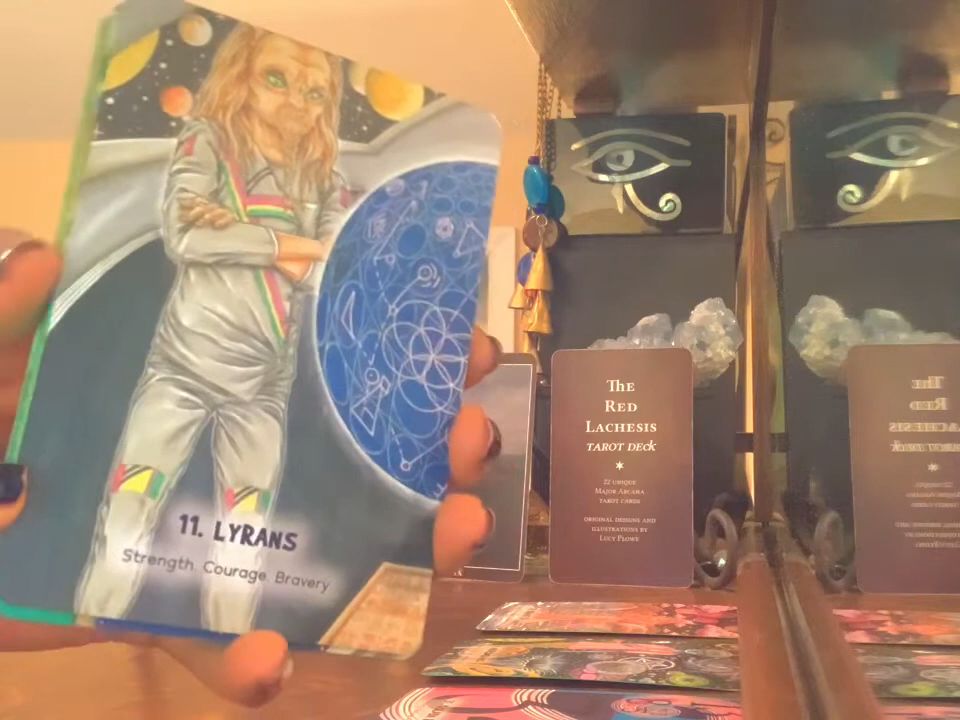 11. LYRANS
Strength. Courage. Bravery
The
Red
Lachesis
tarot deck
22 unique
Major Arcana
tarot cards
original designs and
illustrations by
Lucy Plowe